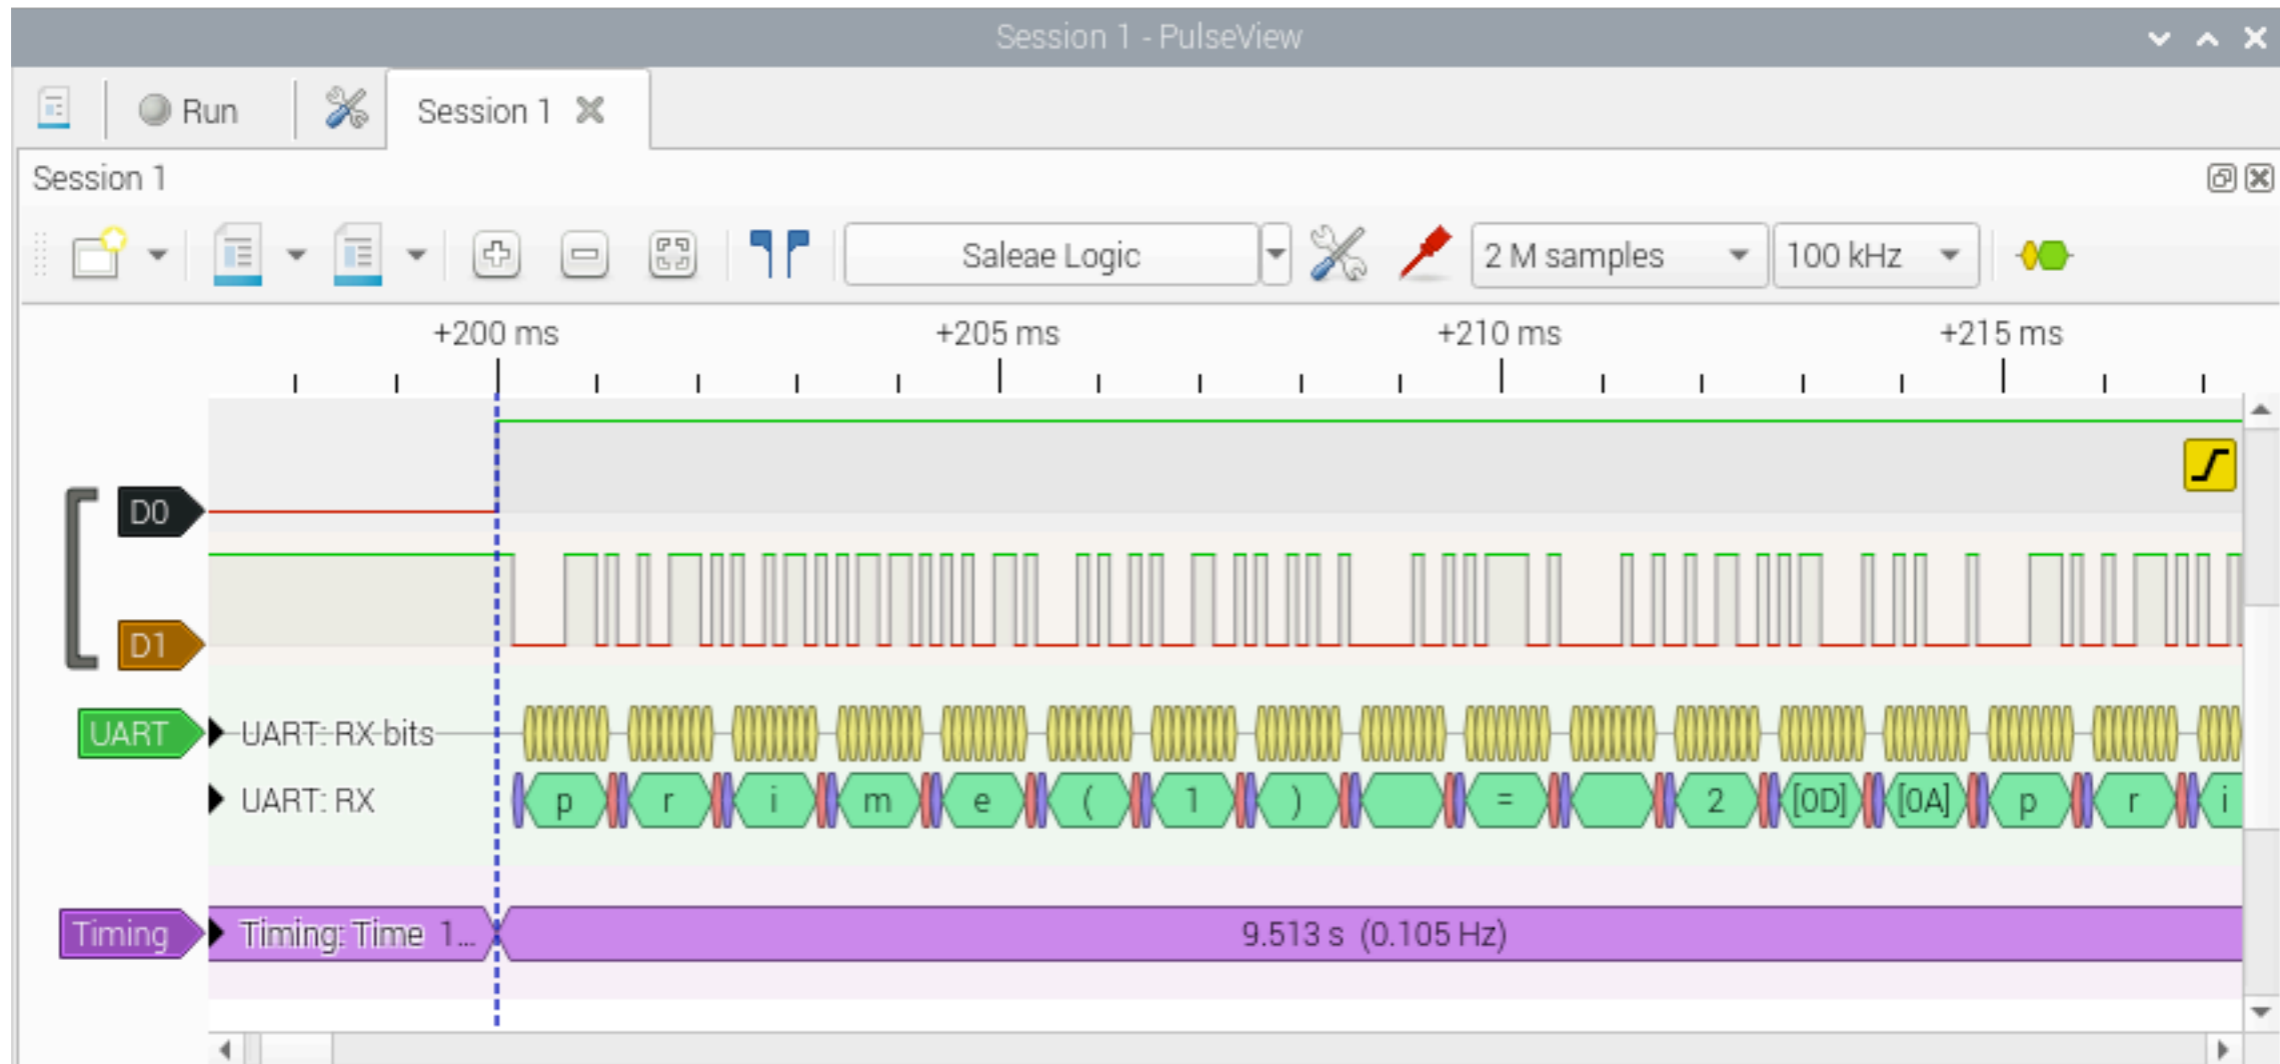 Session 1 - PulseView
Run
Session 1
Session 1
Saleae Logic
2 M samples
100 kHz
+200 ms +205 ms +210 ms +215 ms
D0
D1
UART UART: RX bits
UART: RX p r i m e ( 1 ) = 2 [0D] [0A] p r i
Timing Timing: Time 1... 9.513 s (0.105 Hz)